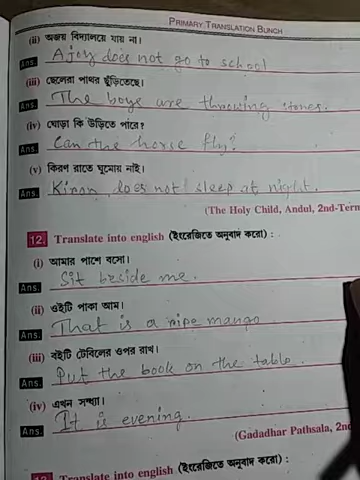 PRIMARY TRANSLATION BUNCH
(ii) অজয় বিদ্যালয়ে যায় না।
Ans. Ajoy does not go to school
(iii) ছেলেরা পাথর ছুঁড়িতেছে।
Ans. The boys are throwing stones.
(iv) ঘোড়া কি উড়িতে পারে?
Ans. Can the horse fly?
(v) কিরণ রাতে ঘুমোয় নাই।
Ans. Kiron does not sleep at night.
(The Holy Child, Andul, 2nd-Term
12. Translate into english (ইংরেজিতে অনুবাদ করো) :
(i) আমার পাশে বসো।
Ans. Sit beside me.
(ii) ওইটি পাকা আম।
Ans. That is a ripe mango
(iii) বইটি টেবিলের ওপর রাখ।
Ans. Put the book on the table.
(iv) এখন সন্ধ্যা।
Ans. It is evening.
(Gadadhar Pathsala, 2nd
Translate into english (ইংরেজিতে অনুবাদ করো) :